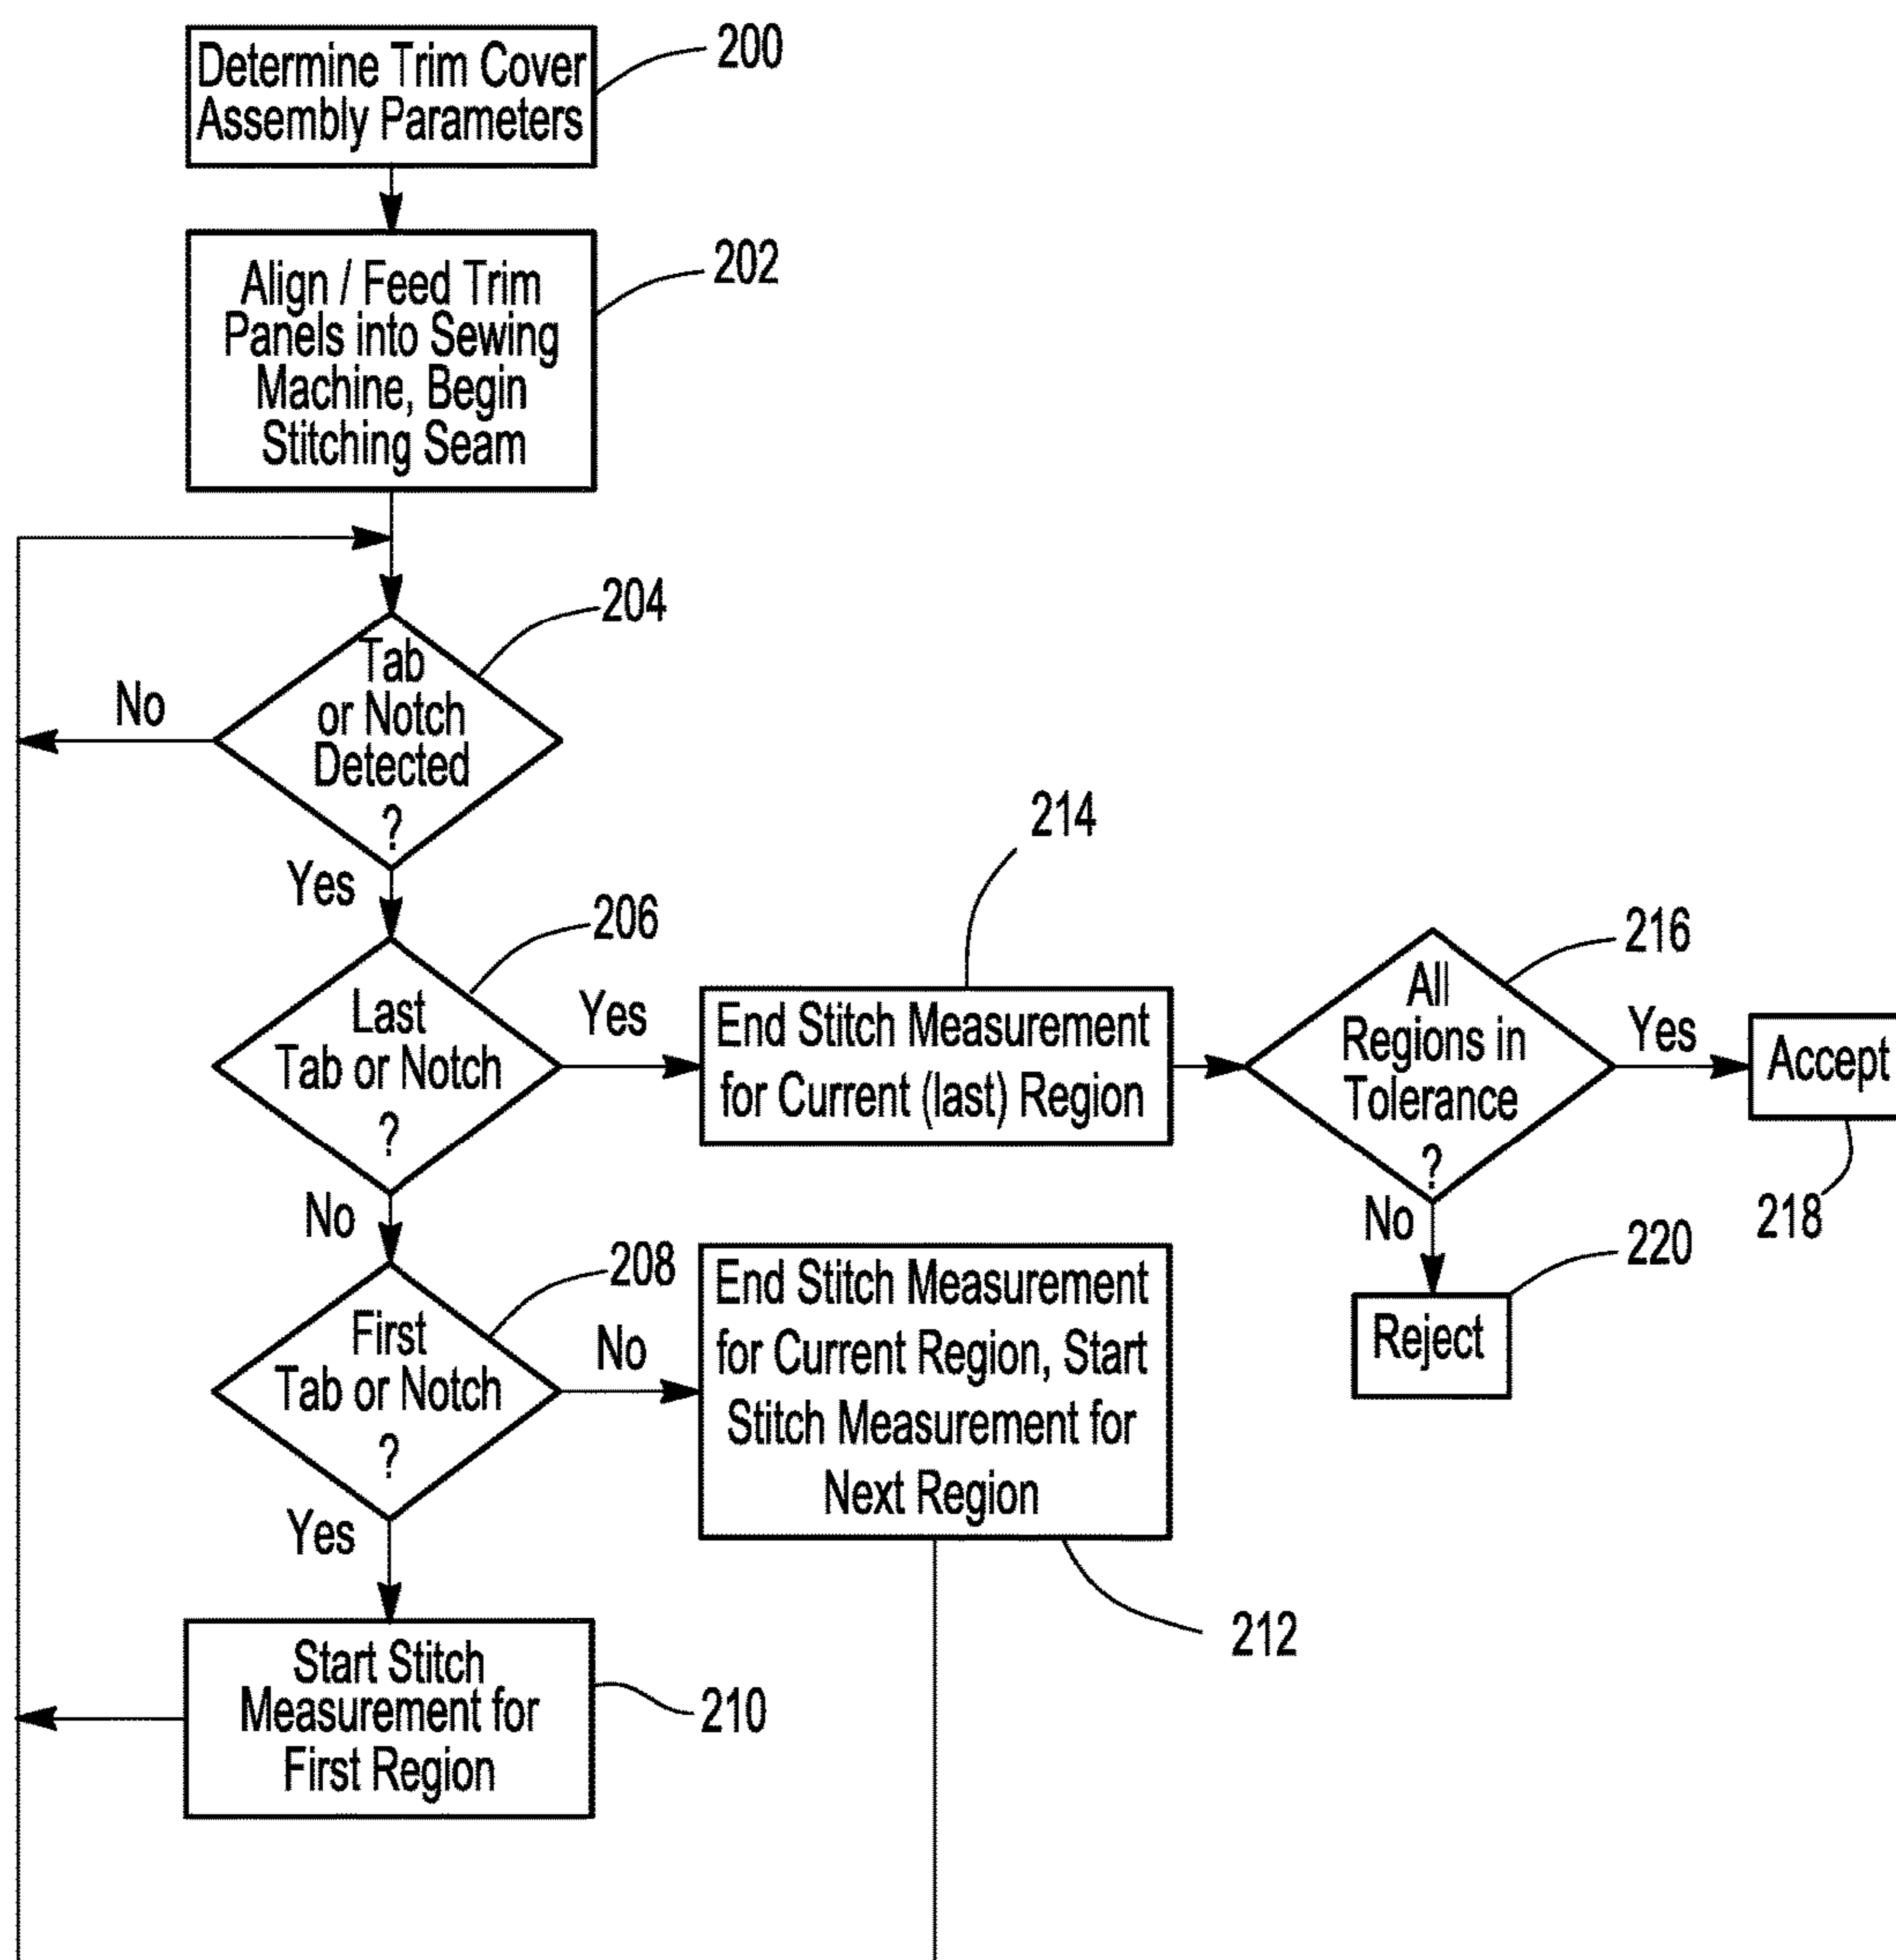 Determine Trim Cover
Assembly Parameters
200
Align / Feed Trim
Panels into Sewing
Machine, Begin
Stitching Seam
202
Tab
or Notch
Detected
?
204
No
Yes
Last
Tab or Notch
?
206
Yes
No
End Stitch Measurement
for Current (last) Region
214
All
Regions in
Tolerance
?
216
Yes
Accept
218
No
Reject
220
First
Tab or Notch
?
208
No
Yes
End Stitch Measurement
for Current Region, Start
Stitch Measurement for
Next Region
212
Start Stitch
Measurement for
First Region
210